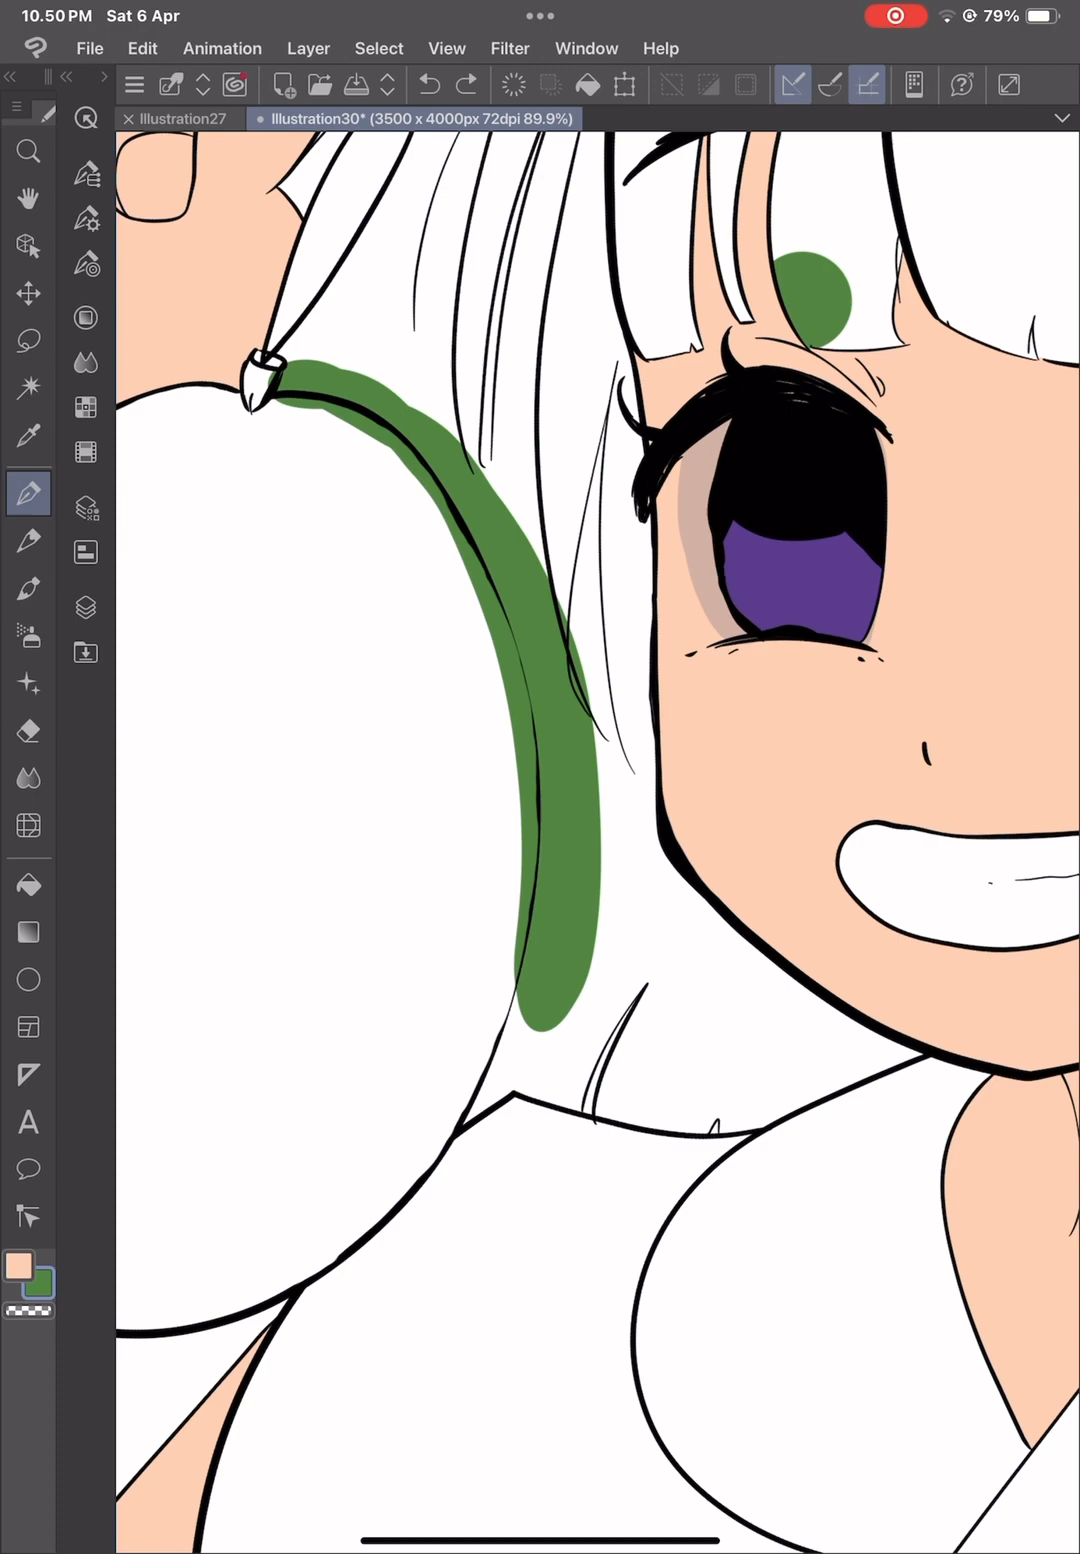 10.50 PM Sat 6 Apr 79%
File Edit Animation Layer Select View Filter Window Help
Illustration27 Illustration30* (3500 x 4000px 72dpi 89.9%)
A